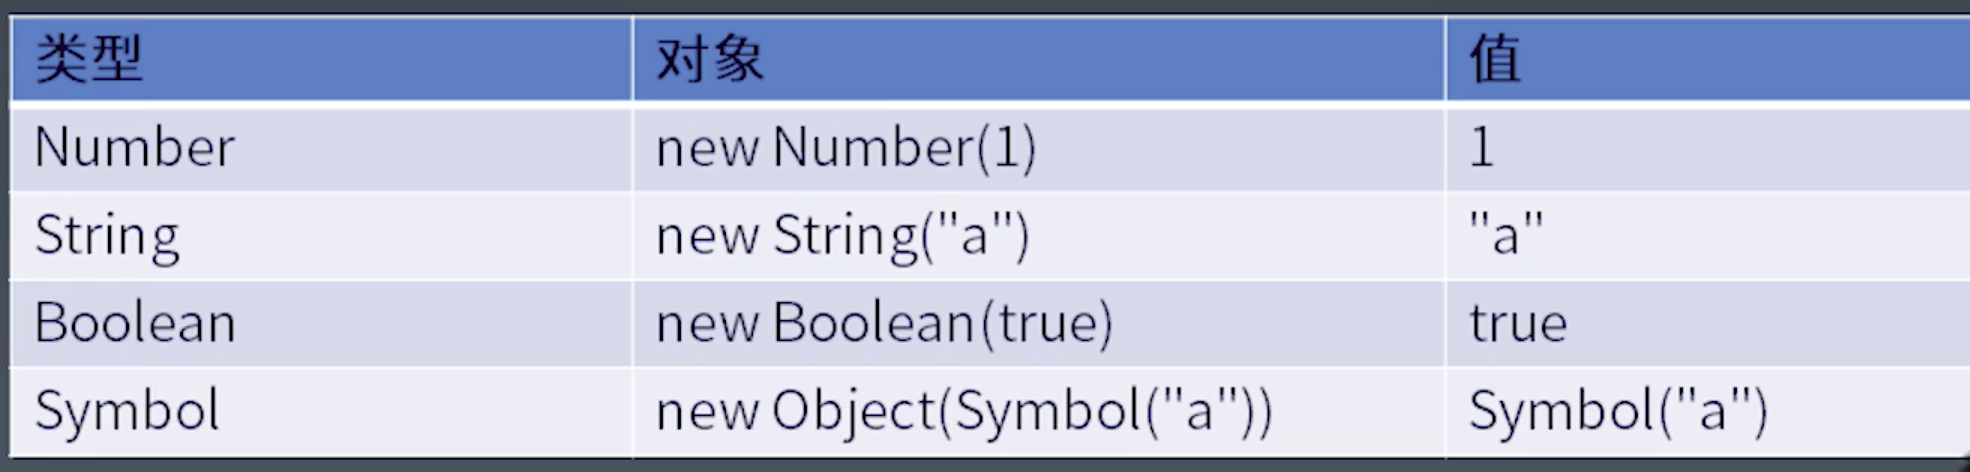 类型 对象 值
Number new Number(1) 1
String new String("a") "a"
Boolean new Boolean(true) true
Symbol new Object(Symbol("a")) Symbol("a")